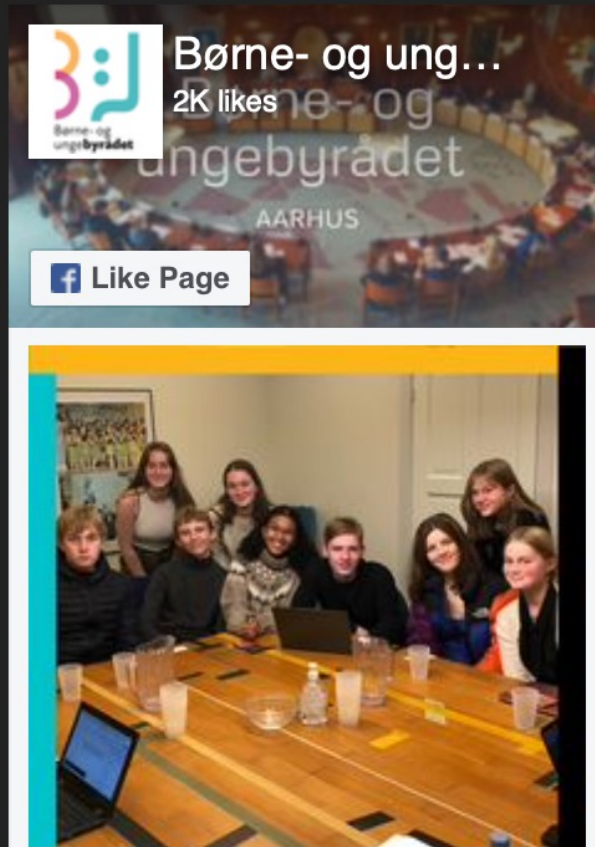 Børne- og ung...
2K likes
Børne- og
ungebyrådet
Børne- og
ungebyrådet
AARHUS
Like Page